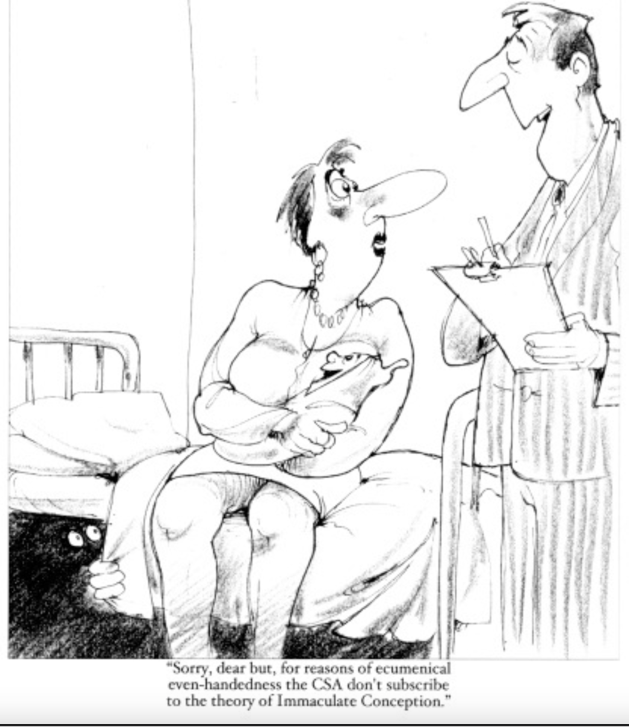 “Sorry, dear but, for reasons of ecumenical
even-handedness the CSA don't subscribe
to the theory of Immaculate Conception.”